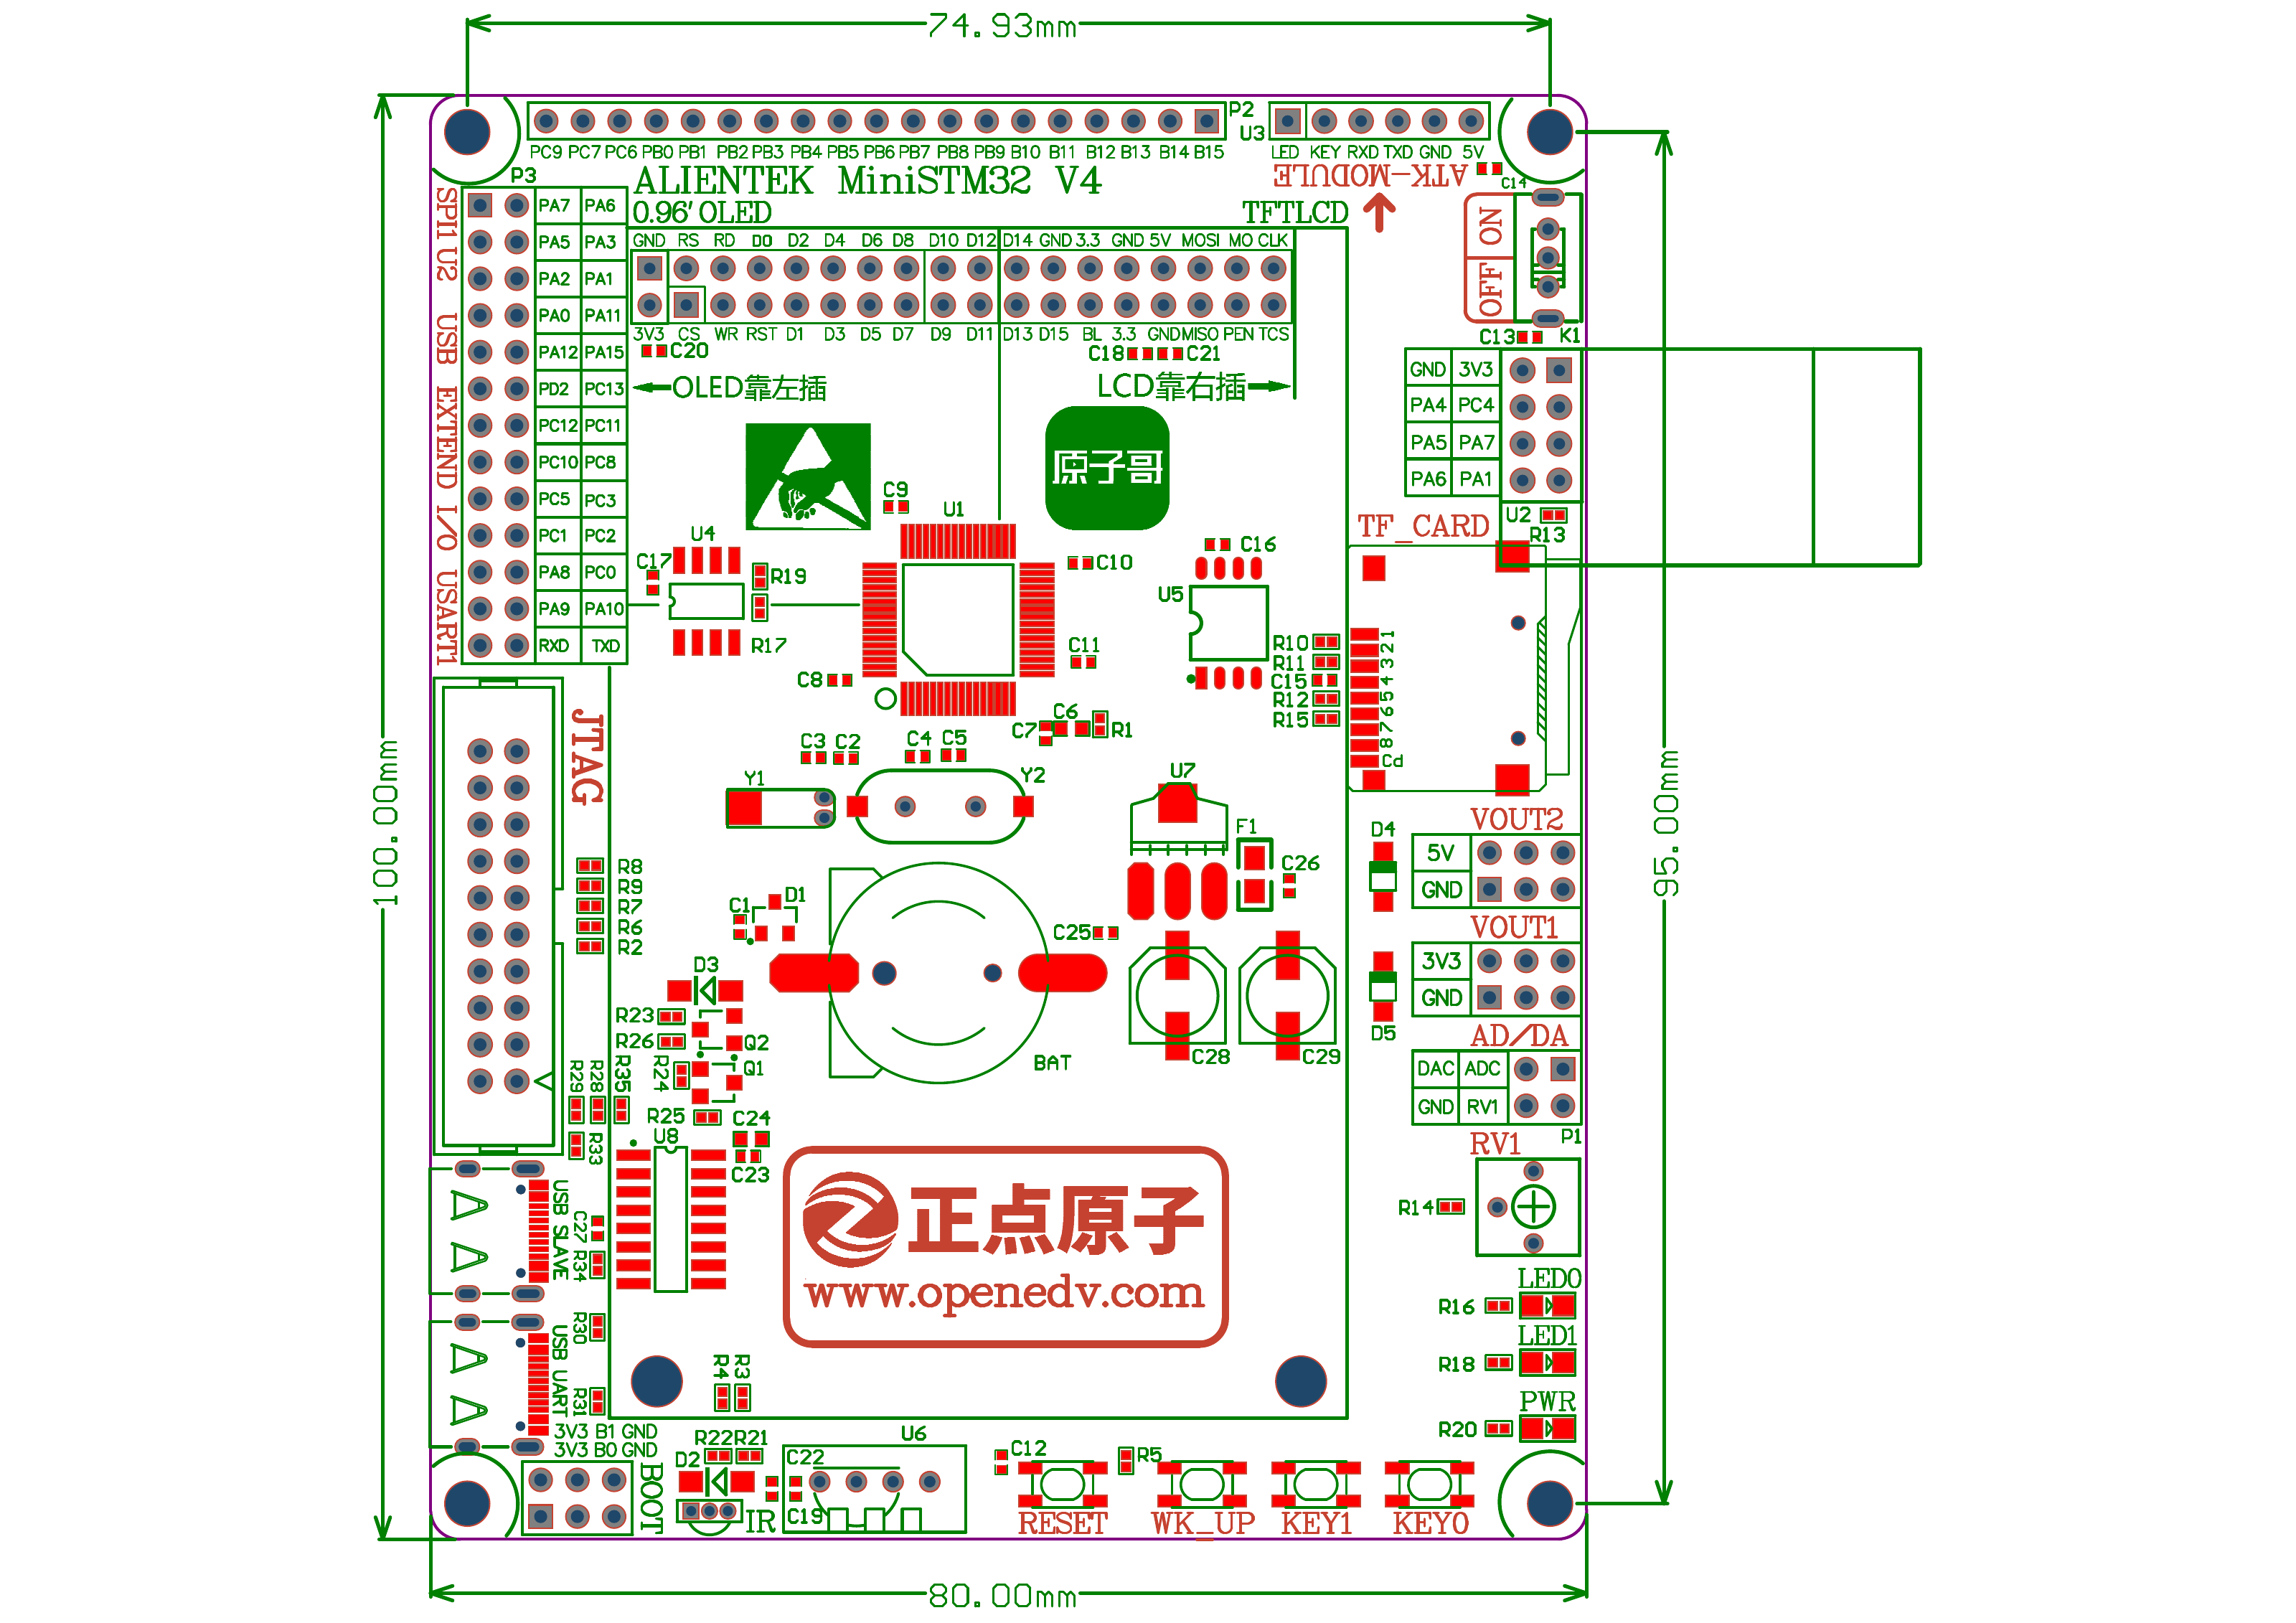 74.93mm
P2
U3
PC9 PC7 PC6 PB0 PB1 PB2 PB3 PB4 PB5 PB6 PB7 PB8 PB9 B10 B11 B12 B13 B14 B15
LED KEY RXD TXD GND 5V
P3
ALIENTEK MiniSTM32 V4
ATK-MODULE
C14
0.96' OLED
TFTLCD
ON
OFF
GND RS RD D0 D2 D4 D6 D8 D10 D12 D14 GND 3.3 GND 5V MOSI MO CLK
3V3 CS WR RST D1 D3 D5 D7 D9 D11 D13 D15 BL 3.3 GND MISO PEN TCS
C20
C18
C21
C13
K1
OLED靠左插
LCD靠右插
SPI1 U2 USB EXTEND I/O USART1
PA7 PA6
PA5 PA3
PA2 PA1
PA0 PA11
PA12 PA15
PD2 PC13
PC12 PC11
PC10 PC8
PC5 PC3
PC1 PC2
PA8 PC0
PA9 PA10
RXD TXD
GND 3V3
PA4 PC4
PA5 PA7
PA6 PA1
原子哥
C9
U1
U2
R13
TF_CARD
U4
C17
R19
R17
C10
C16
U5
C11
C8
R10
R11
C15
R12
R15
1
2
3
4
5
6
7
8
Cd
C7
C6
R1
JTAG
C3
C2
C4
C5
Y1
Y2
U7
F1
C26
D4
VOUT2
5V
GND
100.00mm
95.00mm
R8
R9
R7
R6
R2
C1
D1
C25
VOUT1
3V3
GND
D3
D5
R23
R26
Q2
Q1
BAT
C28
C29
AD/DA
DAC ADC
GND RV1
P1
R29
R28
R35
R24
R25
C24
U8
C23
R33
RV1
R14
USB SLAVE
C27
R34
正点原子
www.openedv.com
LED0
R16
LED1
R18
PWR
R20
R30
USB UART
R31
R4
R3
3V3 B1 GND
3V3 B0 GND
BOOT
R22
R21
D2
IR
C22
C19
U6
C12
R5
RESET
WK_UP
KEY1
KEY0
80.00mm